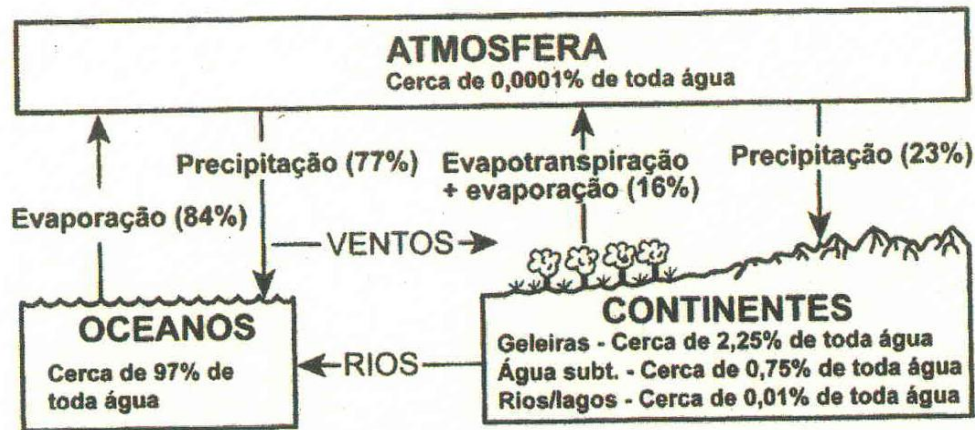 ATMOSFERA
Cerca de 0,0001% de toda água
Evaporação (84%)
Precipitação (77%)
Evapotranspiração
+ evaporação (16%)
Precipitação (23%)
VENTOS
OCEANOS
Cerca de 97% de
toda água
RIOS
CONTINENTES
Geleiras - Cerca de 2,25% de toda água
Água subt. - Cerca de 0,75% de toda água
Rios/lagos - Cerca de 0,01% de toda água